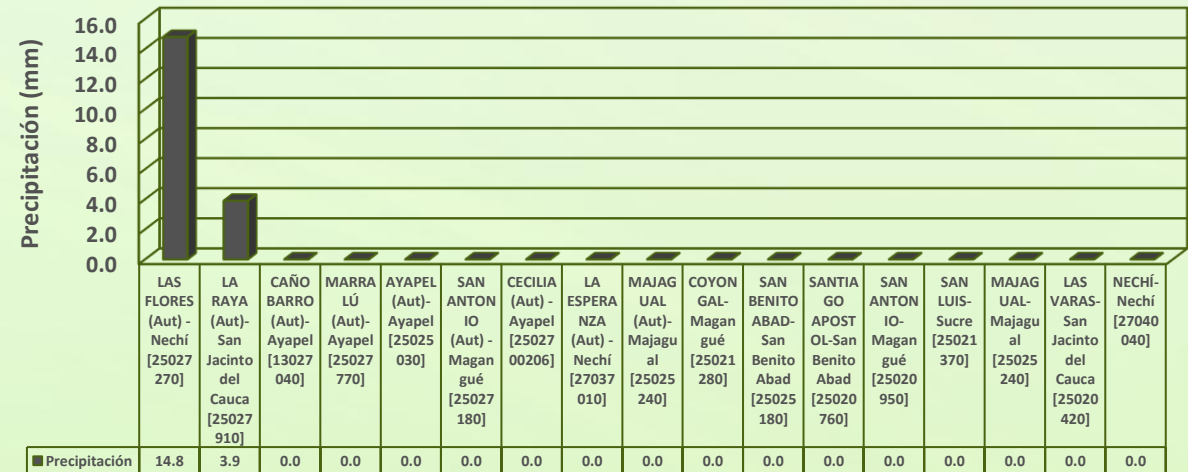 Precipitación (mm)
16.0
14.0
12.0
10.0
8.0
6.0
4.0
2.0
0.0
LAS
FLORES
(Aut) -
Nechí
[25027
270]
LA
RAYA
(Aut)-
San
Jacinto
del
Cauca
[25027
910]
CAÑO
BARRO
(Aut)-
Ayapel
[13027
040]
MARRA
LÚ
(Aut)-
Ayapel
[25027
770]
AYAPEL
(Aut)-
Ayapel
[25025
030]
SAN
ANTON
IO
(Aut) -
Magan
gué
[25027
180]
CECILIA
(Aut) -
Ayapel
[25027
00206]
LA
ESPERA
NZA
(Aut) -
Nechí
[27037
010]
MAJAG
UAL
(Aut)-
Majagu
al
[25025
240]
COYON
GAL-
Magan
gué
[25021
280]
SAN
BENITO
ABAD-
San
Benito
Abad
[25025
180]
SANTIA
GO
APOST
OL-San
Benito
Abad
[25020
760]
SAN
ANTON
IO-
Magan
gué
[25020
950]
SAN
LUIS-
Sucre
[25021
370]
MAJAG
UAL-
Majagu
al
[25025
240]
LAS
VARAS-
San
Jacinto
del
Cauca
[25020
420]
NECHÍ-
Nechí
[27040
040]
Precipitación 14.8 3.9 0.0 0.0 0.0 0.0 0.0 0.0 0.0 0.0 0.0 0.0 0.0 0.0 0.0 0.0 0.0